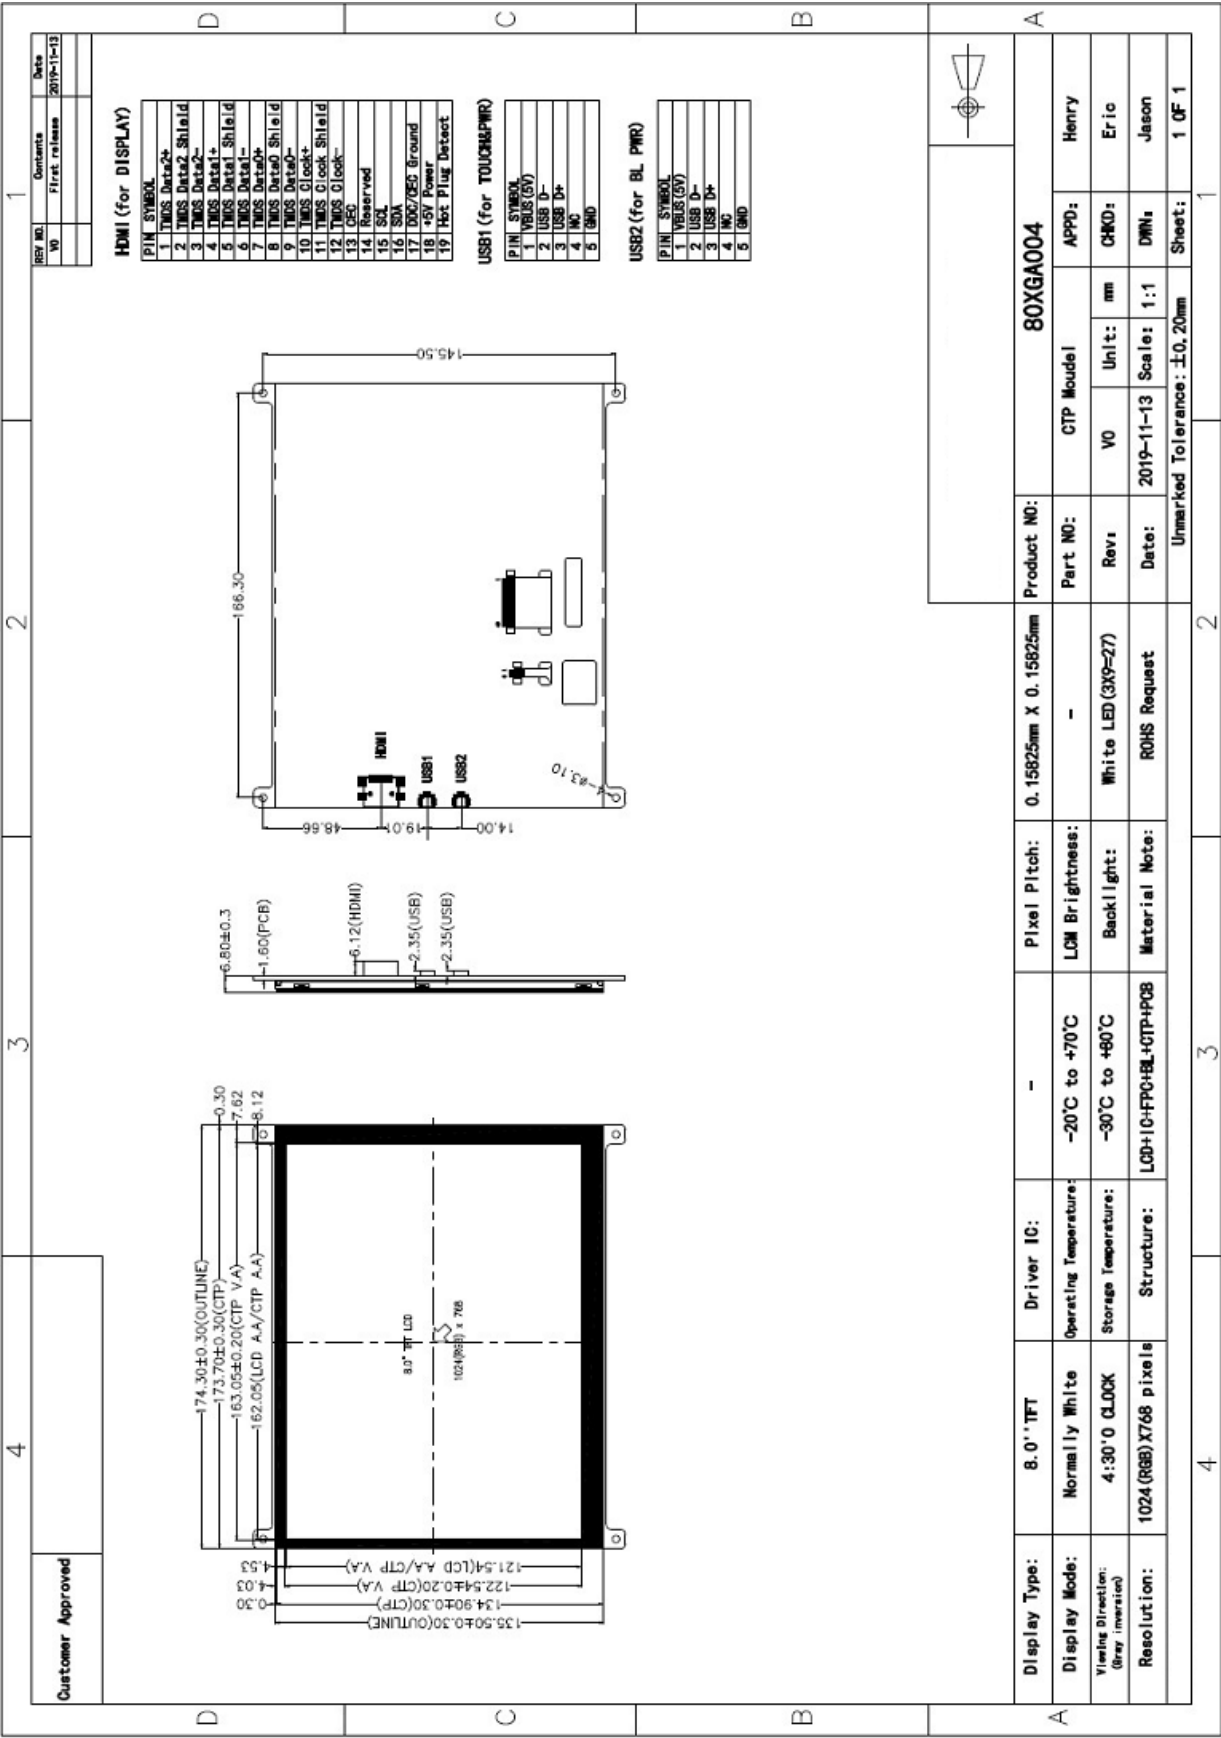 4
3
2
1
D
C
B
A
Customer Approved
REV NO. Contents Date
V0 First release 2019-11-13
174.30±0.30(OUTLINE)
0.30
173.70±0.30(CTP)
7.62
163.05±0.20(CTP V.A)
8.12
162.05(LCD A.A/CTP A.A)
135.50±0.30(OUTLINE)
0.30
134.90±0.30(CTP)
4.03
122.54±0.20(CTP V.A)
4.53
121.54(LCD A.A/CTP V.A)
8.0" TFT LCD
1024(RGB) x 768
6.80±0.3
1.60(PCB)
6.12(HDMI)
2.35(USB)
2.35(USB)
166.30
145.50
48.66
19.01
14.00
HDMI
USB1
USB2
4-ø3.10
HDMI(for DISPLAY)
PIN SYMBOL
1 TMDS Data2+
2 TMDS Data2 Shield
3 TMDS Data2-
4 TMDS Data1+
5 TMDS Data1 Shield
6 TMDS Data1-
7 TMDS Data0+
8 TMDS Data0 Shield
9 TMDS Data0-
10 TMDS Clock+
11 TMDS Clock Shield
12 TMDS Clock-
13 CEC
14 Reserved
15 SCL
16 SDA
17 DDC/CEC Ground
18 +5V Power
19 Hot Plug Detect
USB1(for TOUCH&PWR)
PIN SYMBOL
1 VBUS(5V)
2 USB D-
3 USB D+
4 NC
5 GND
USB2(for BL PWR)
PIN SYMBOL
1 VBUS(5V)
2 USB D-
3 USB D+
4 NC
5 GND
Display Type: 8.0''TFT Driver IC: - Pixel Pitch: 0.15825mm X 0.15825mm Product NO: 80XGA004
Display Mode: Normally White Operating Temperature: -20℃ to +70℃ LCM Brightness: - Part NO: CTP Moudel APPD: Henry
Viewing Direction: (Gray inversion) 4:30'O CLOCK Storage Temperature: -30℃ to +80℃ Backlight: White LED(3X9=27) Rev: V0 Unit: mm CHKD: Eric
Resolution: 1024(RGB)X768 pixels Structure: LCD+IC+FPC+BL+CTP+PCB Material Note: ROHS Request Date: 2019-11-13 Scale: 1:1 DWN: Jason
Unmarked Tolerance: ±0.20mm Sheet: 1 OF 1
D
C
B
A
4
3
2